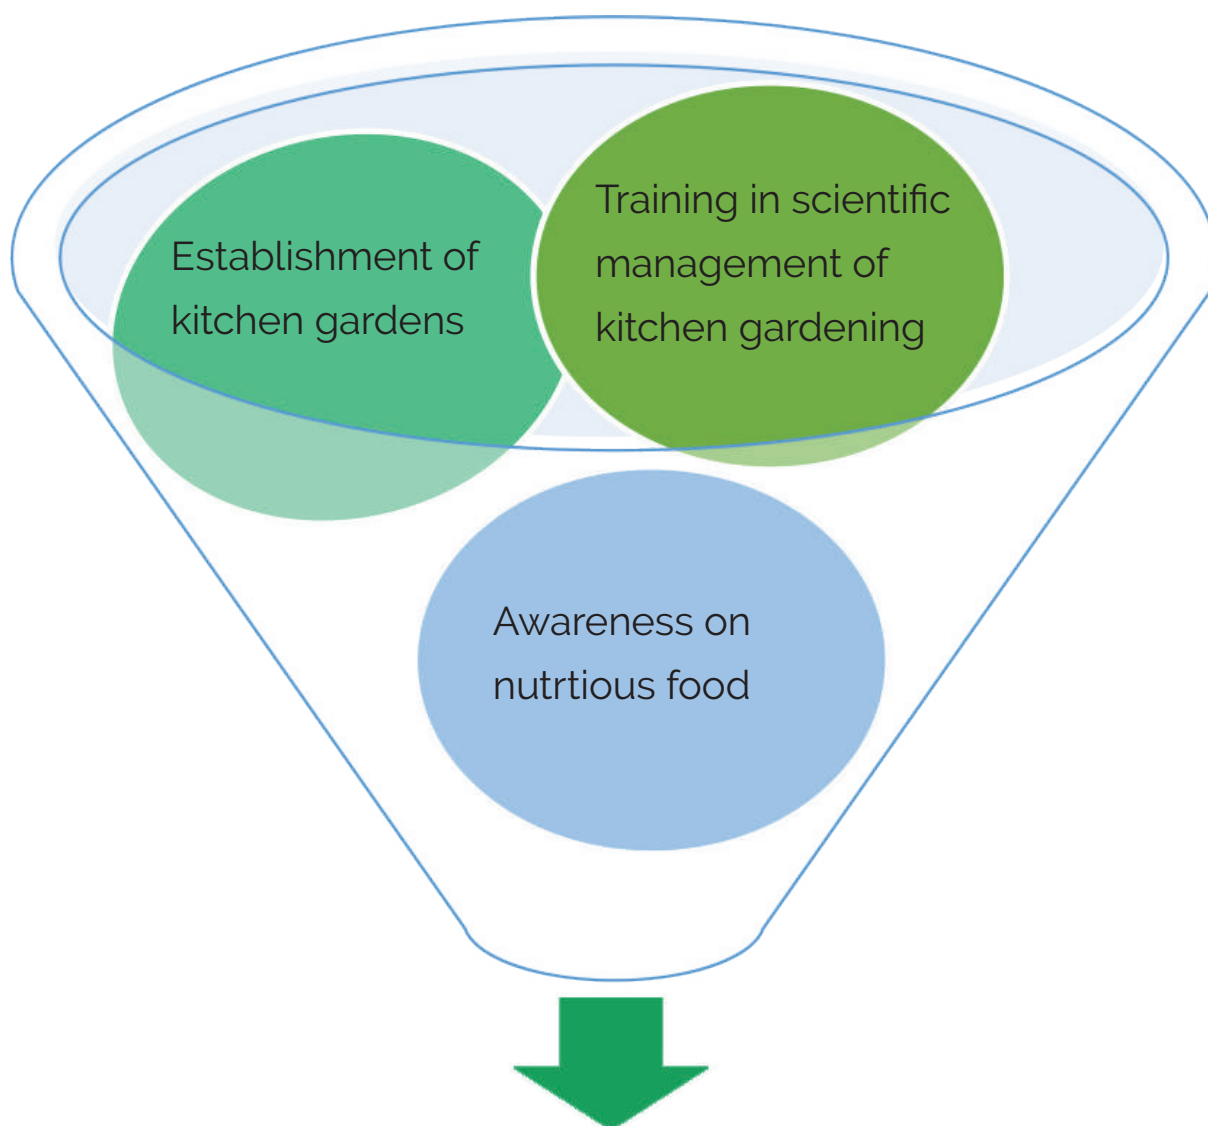 Establishment of
kitchen gardens
Training in scientific
management of
kitchen gardening
Awareness on
nutrtious food